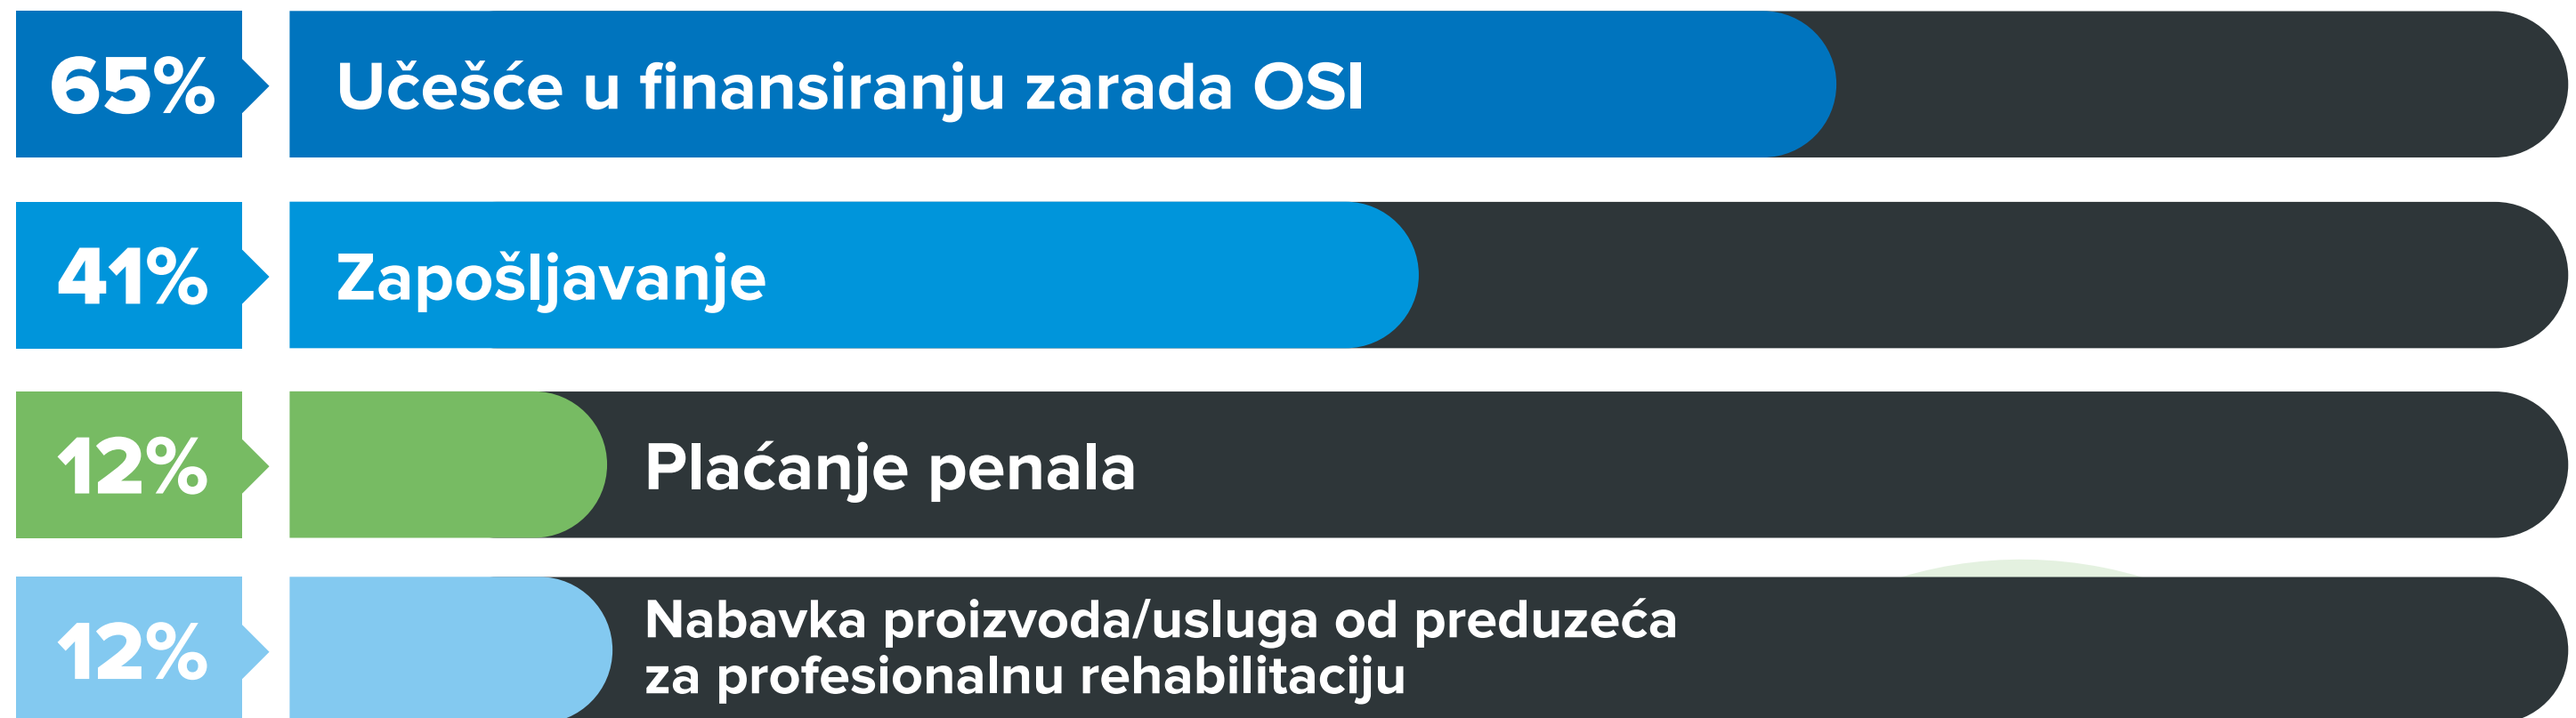 65%
Učešće u finansiranju zarada OSI
41%
Zapošljavanje
12%
Plaćanje penala
12%
Nabavka proizvoda/usluga od preduzeća
za profesionalnu rehabilitaciju